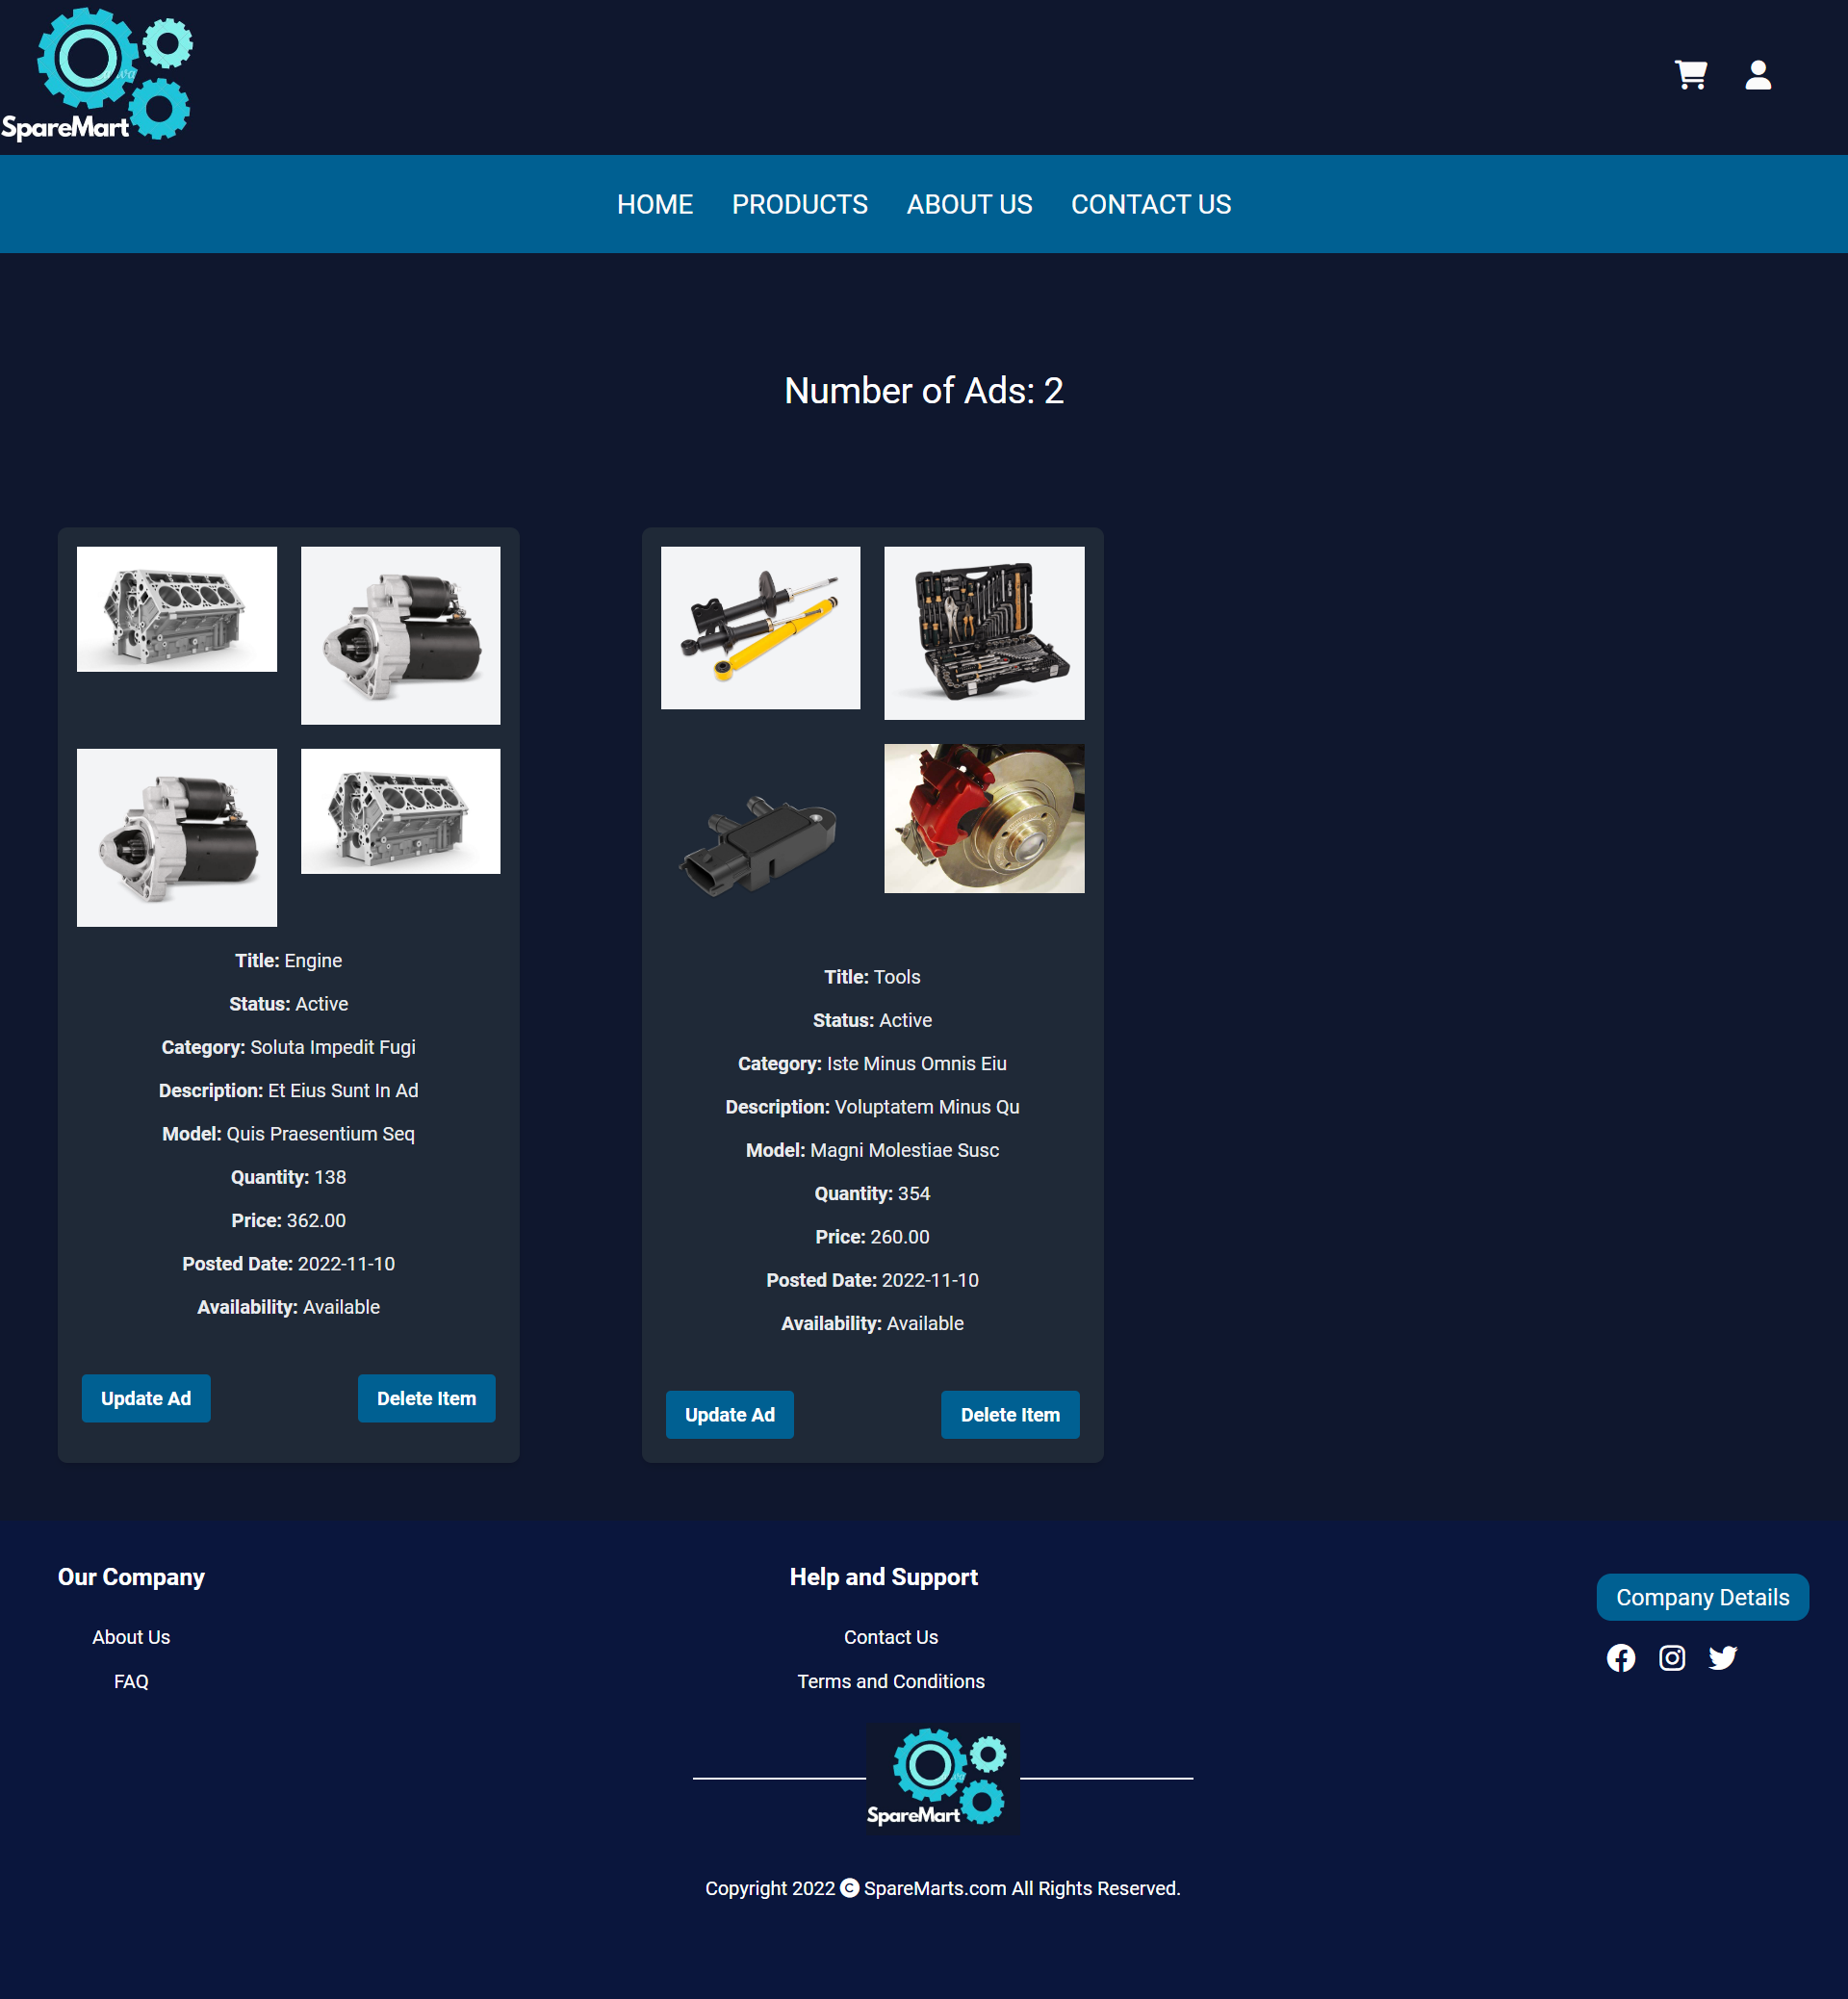 SpareMart
HOME PRODUCTS ABOUT US CONTACT US
Number of Ads: 2
Title: Engine
Status: Active
Category: Soluta Impedit Fugi
Description: Et Eius Sunt In Ad
Model: Quis Praesentium Seq
Quantity: 138
Price: 362.00
Posted Date: 2022-11-10
Availability: Available
Update Ad Delete Item
Title: Tools
Status: Active
Category: Iste Minus Omnis Eiu
Description: Voluptatem Minus Qu
Model: Magni Molestiae Susc
Quantity: 354
Price: 260.00
Posted Date: 2022-11-10
Availability: Available
Update Ad Delete Item
Our Company
About Us
FAQ
Help and Support
Contact Us
Terms and Conditions
Company Details
SpareMart
Copyright 2022 © SpareMarts.com All Rights Reserved.